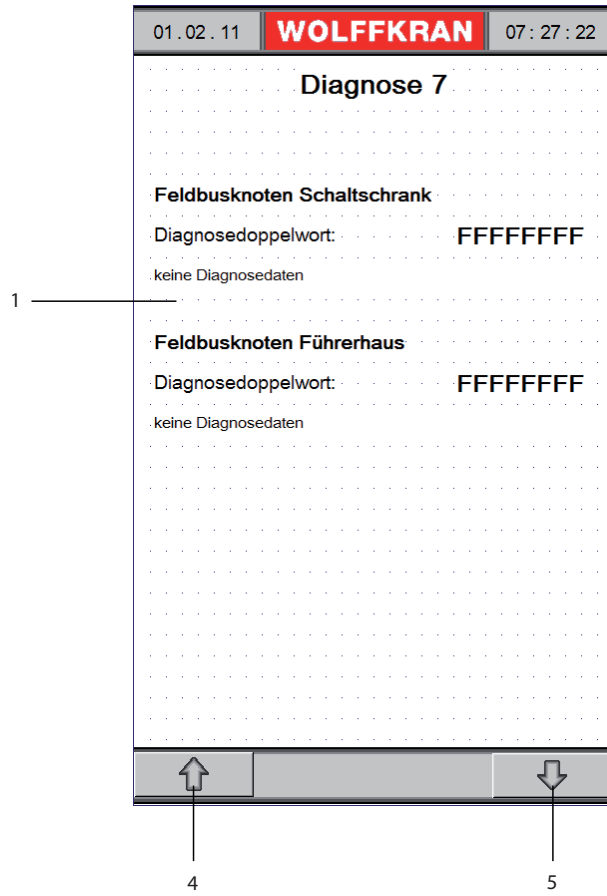 01.02.11 WOLFFKRAN 07:27:22
Diagnose 7
Feldbusknoten Schaltschrank
Diagnosedoppelwort: FFFFFFFF
keine Diagnosedaten
1
Feldbusknoten Führerhaus
Diagnosedoppelwort: FFFFFFFF
keine Diagnosedaten
4 5